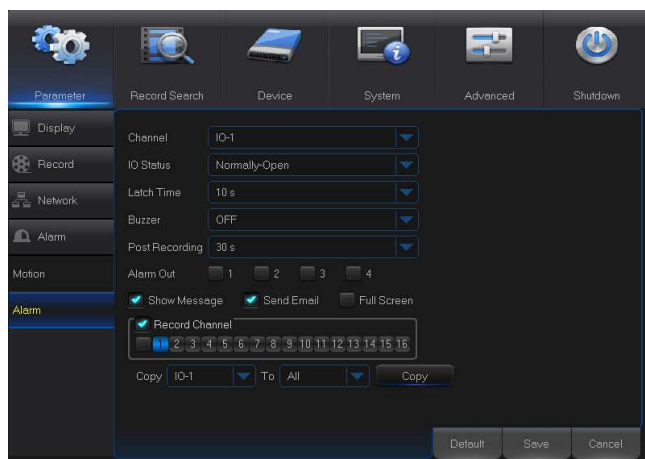 Parameter Record Search Device System Advanced Shutdown
Display
Record
Network
Alarm
Motion
Alarm
Channel IO-1
IO Status Normally-Open
Latch Time 10 s
Buzzer OFF
Post Recording 30 s
Alarm Out 1 2 3 4
Show Message Send Email Full Screen
Record Channel
1 2 3 4 5 6 7 8 9 10 11 12 13 14 15 16
Copy IO-1 To All Copy
Default Save Cancel